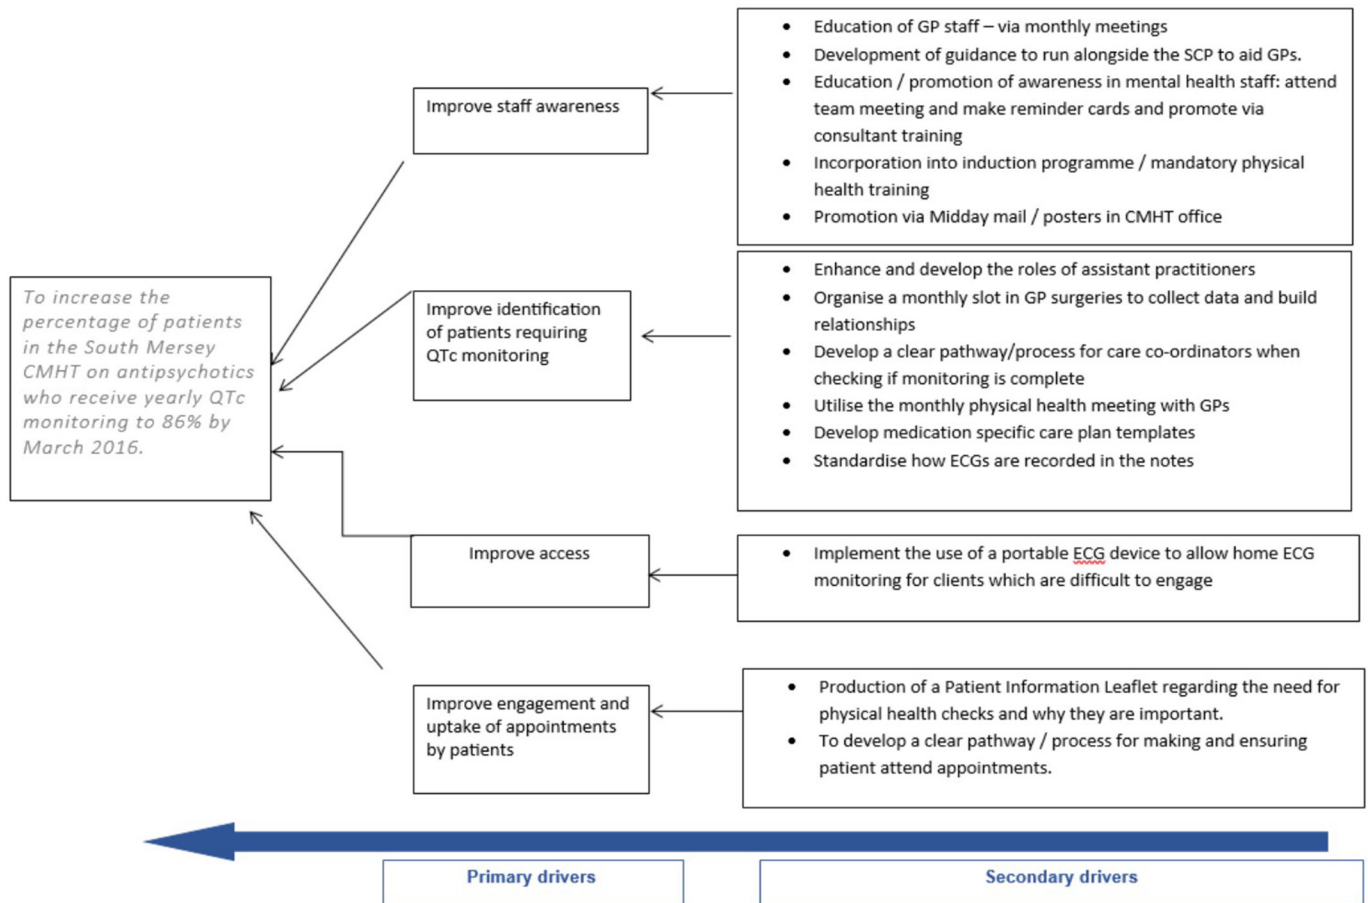 To increase the
percentage of patients
in the South Mersey
CMHT on antipsychotics
who receive yearly QTc
monitoring to 86% by
March 2016.
Improve staff awareness
• Education of GP staff – via monthly meetings
• Development of guidance to run alongside the SCP to aid GPs.
• Education / promotion of awareness in mental health staff: attend
team meeting and make reminder cards and promote via
consultant training
• Incorporation into induction programme / mandatory physical
health training
• Promotion via Midday mail / posters in CMHT office
Improve identification
of patients requiring
QTc monitoring
• Enhance and develop the roles of assistant practitioners
• Organise a monthly slot in GP surgeries to collect data and build
relationships
• Develop a clear pathway/process for care co-ordinators when
checking if monitoring is complete
• Utilise the monthly physical health meeting with GPs
• Develop medication specific care plan templates
• Standardise how ECGs are recorded in the notes
Improve access
• Implement the use of a portable ECG device to allow home ECG
monitoring for clients which are difficult to engage
Improve engagement and
uptake of appointments
by patients
• Production of a Patient Information Leaflet regarding the need for
physical health checks and why they are important.
• To develop a clear pathway / process for making and ensuring
patient attend appointments.
Primary drivers
Secondary drivers